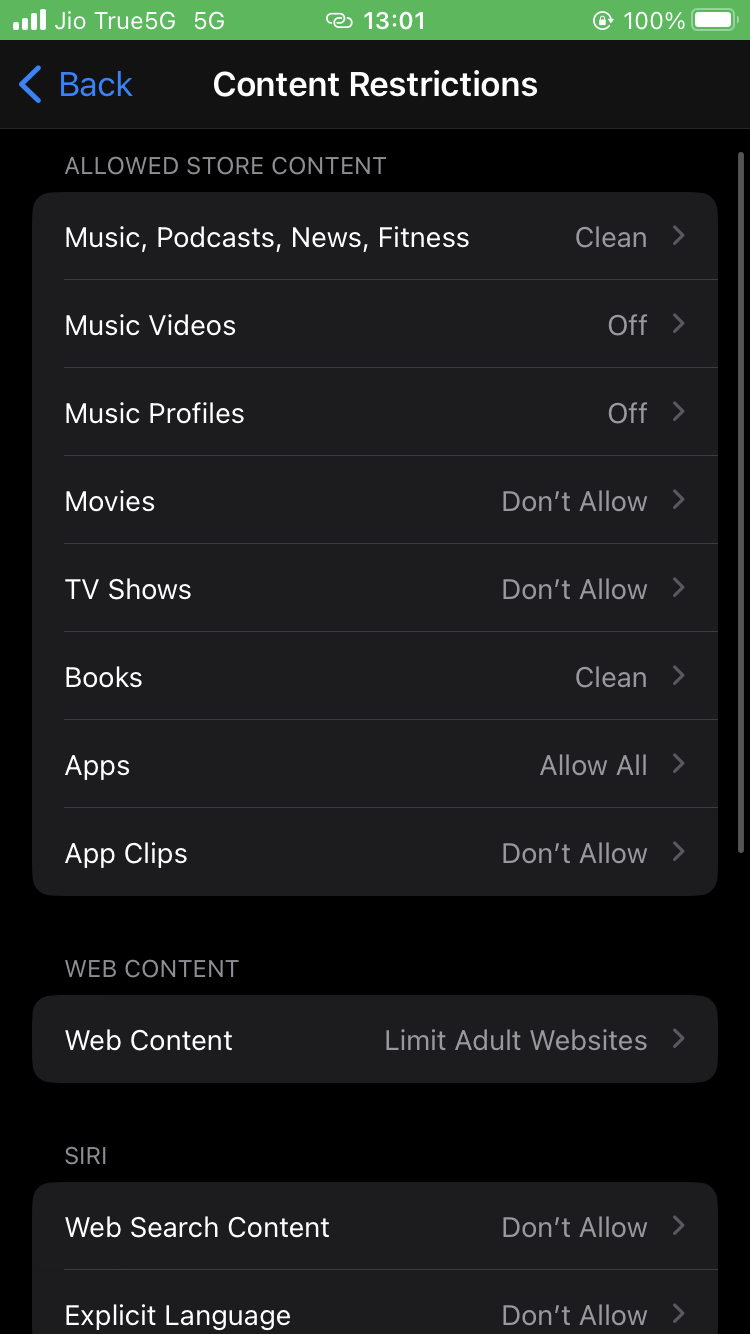 Jio True5G 5G 13:01 100%
Back Content Restrictions
ALLOWED STORE CONTENT
Music, Podcasts, News, Fitness Clean
Music Videos Off
Music Profiles Off
Movies Don’t Allow
TV Shows Don’t Allow
Books Clean
Apps Allow All
App Clips Don’t Allow
WEB CONTENT
Web Content Limit Adult Websites
SIRI
Web Search Content Don’t Allow
Explicit Language Don’t Allow